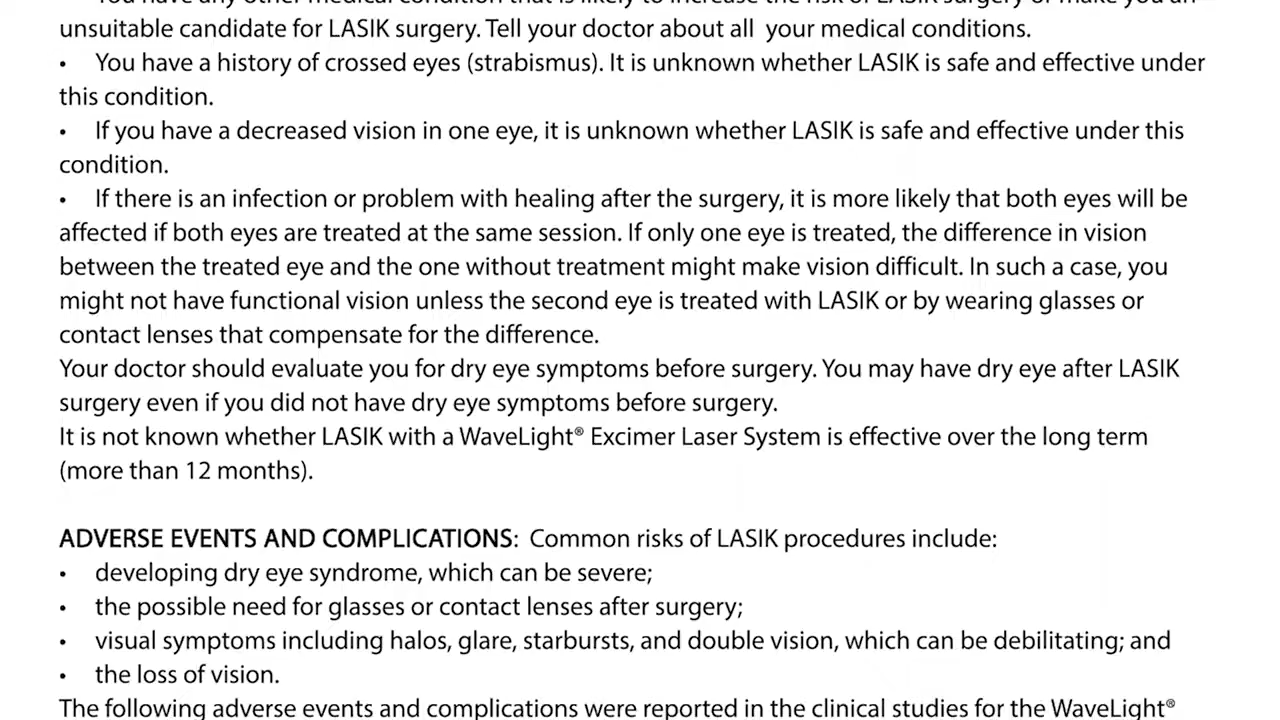 You have any other medical condition that is likely to increase the risk of LASIK surgery or make you an
unsuitable candidate for LASIK surgery. Tell your doctor about all  your medical conditions.
•	You have a history of crossed eyes (strabismus). It is unknown whether LASIK is safe and effective under
this condition.
•	If you have a decreased vision in one eye, it is unknown whether LASIK is safe and effective under this
condition.
•	If there is an infection or problem with healing after the surgery, it is more likely that both eyes will be
affected if both eyes are treated at the same session. If only one eye is treated, the difference in vision
between the treated eye and the one without treatment might make vision difficult. In such a case, you
might not have functional vision unless the second eye is treated with LASIK or by wearing glasses or
contact lenses that compensate for the difference.
Your doctor should evaluate you for dry eye symptoms before surgery. You may have dry eye after LASIK
surgery even if you did not have dry eye symptoms before surgery.
It is not known whether LASIK with a WaveLight® Excimer Laser System is effective over the long term
(more than 12 months).
ADVERSE EVENTS AND COMPLICATIONS:  Common risks of LASIK procedures include:
•	developing dry eye syndrome, which can be severe;
•	the possible need for glasses or contact lenses after surgery;
•	visual symptoms including halos, glare, starbursts, and double vision, which can be debilitating; and
•	the loss of vision.
The following adverse events and complications were reported in the clinical studies for the WaveLight®